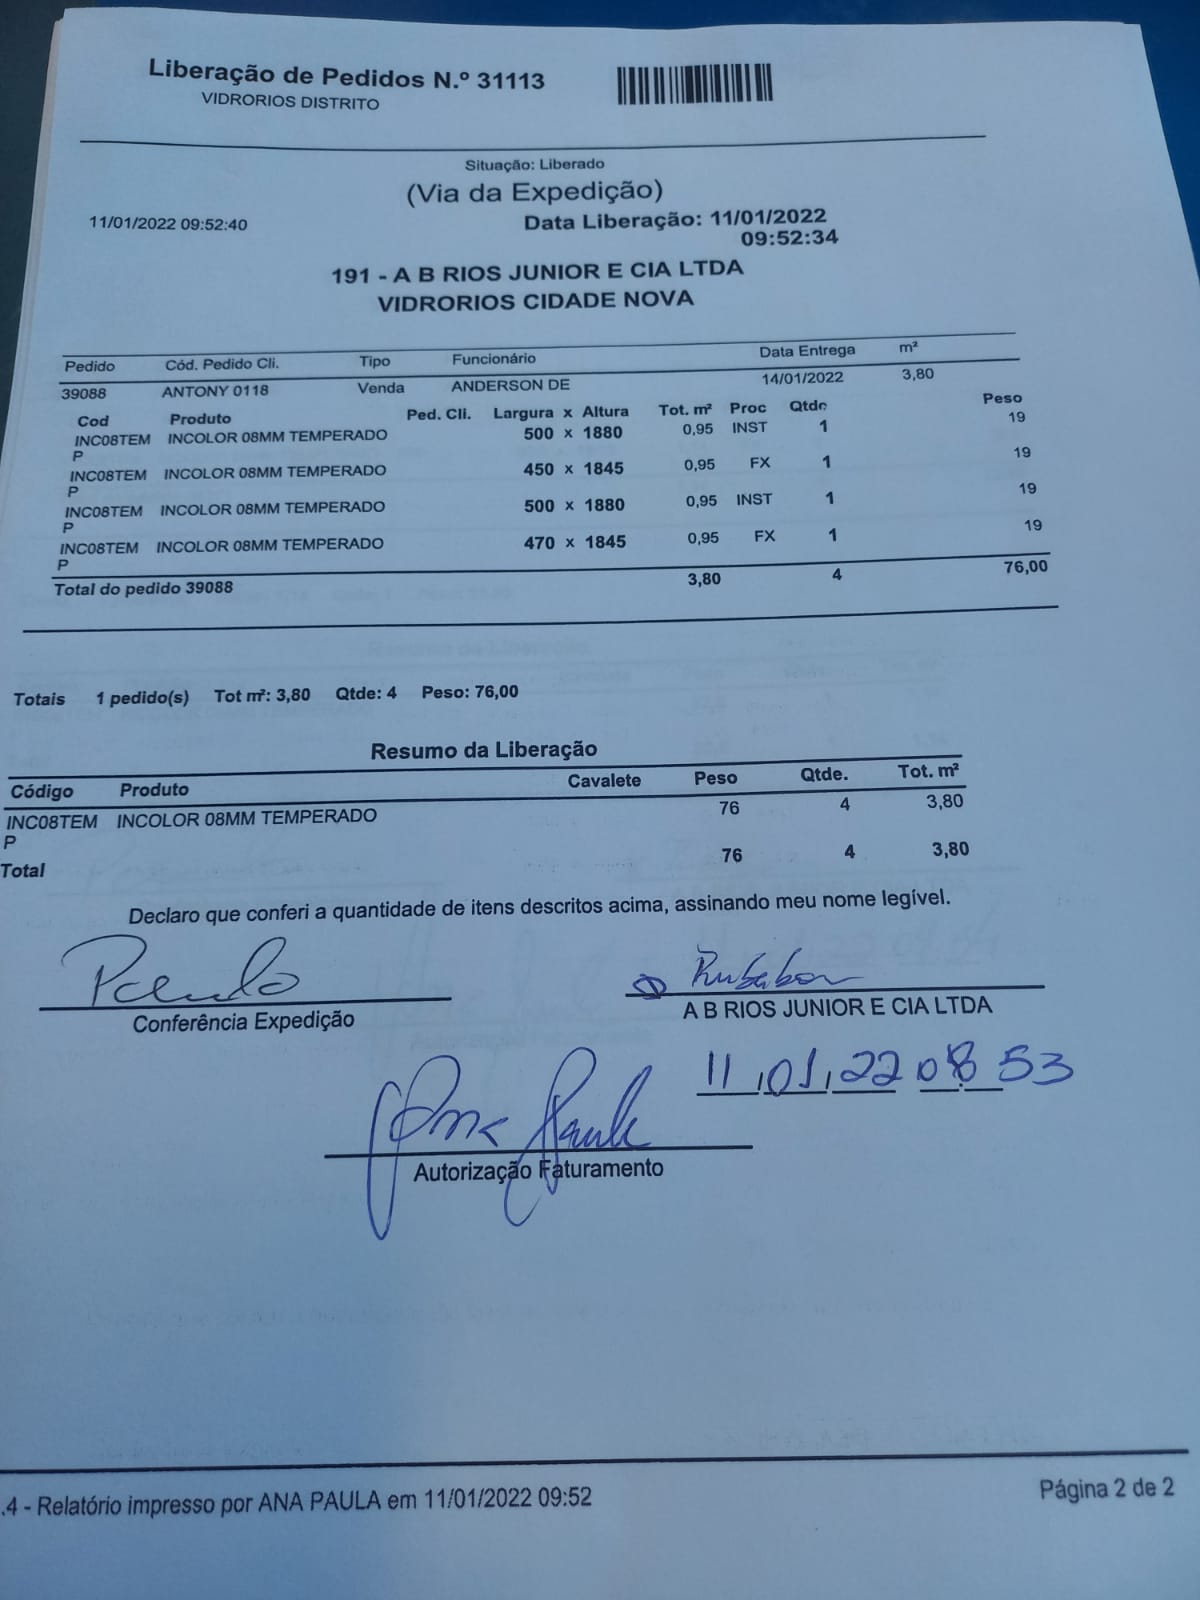 Liberação de Pedidos N.º 31113
VIDRORIOS DISTRITO
Situação: Liberado
(Via da Expedição)
11/01/2022 09:52:40 Data Liberação: 11/01/2022
09:52:34
191 - A B RIOS JUNIOR E CIA LTDA
VIDRORIOS CIDADE NOVA
Pedido Cód. Pedido Cli. Tipo Funcionário Data Entrega m²
39088 ANTONY 0118 Venda ANDERSON DE 14/01/2022 3,80
Cod Produto Ped. Cli. Largura x Altura Tot. m² Proc Qtde Peso
INC08TEM INCOLOR 08MM TEMPERADO 500 x 1880 0,95 INST 1 19
P
INC08TEM INCOLOR 08MM TEMPERADO 450 x 1845 0,95 FX 1 19
P
INC08TEM INCOLOR 08MM TEMPERADO 500 x 1880 0,95 INST 1 19
P
INC08TEM INCOLOR 08MM TEMPERADO 470 x 1845 0,95 FX 1 19
P
Total do pedido 39088 3,80 4 76,00
Totais 1 pedido(s) Tot m²: 3,80 Qtde: 4 Peso: 76,00
Resumo da Liberação
Código Produto Cavalete Peso Qtde. Tot. m²
INC08TEM INCOLOR 08MM TEMPERADO 76 4 3,80
P
Total 76 4 3,80
Declaro que conferi a quantidade de itens descritos acima, assinando meu nome legível.
Paulo
Conferência Expedição A B RIOS JUNIOR E CIA LTDA
11,01,22 08 53
Ana Paula
Autorização Faturamento
.4 - Relatório impresso por ANA PAULA em 11/01/2022 09:52 Página 2 de 2